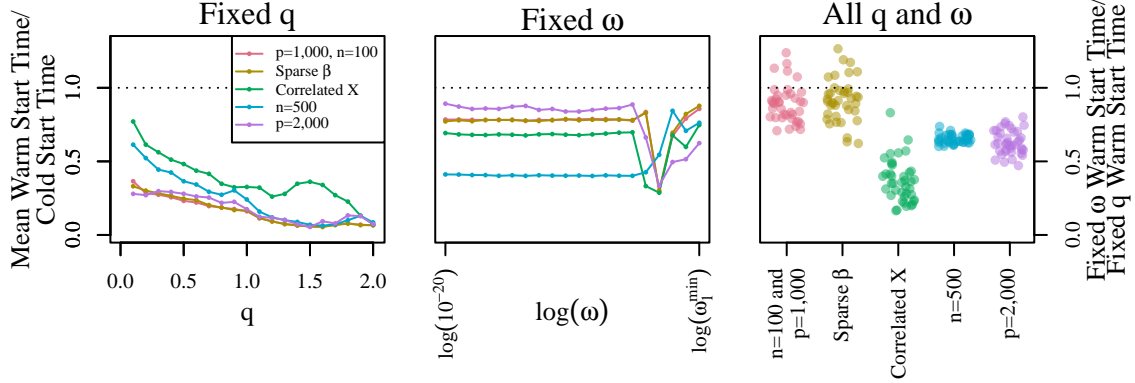 Fixed q
Mean Warm Start Time/
Cold Start Time
0.0
0.5
1.0
p=1,000, n=100
Sparse β
Correlated X
n=500
p=2,000
0.0
0.5
1.0
1.5
2.0
q
Fixed ω
log(10⁻²⁰)
log(ω)
log(ω₁ᵐⁱⁿ)
All q and ω
n=100 and
p=1,000
Sparse β
Correlated X
n=500
p=2,000
0.0
0.5
1.0
Fixed ω Warm Start Time/
Fixed q Warm Start Time